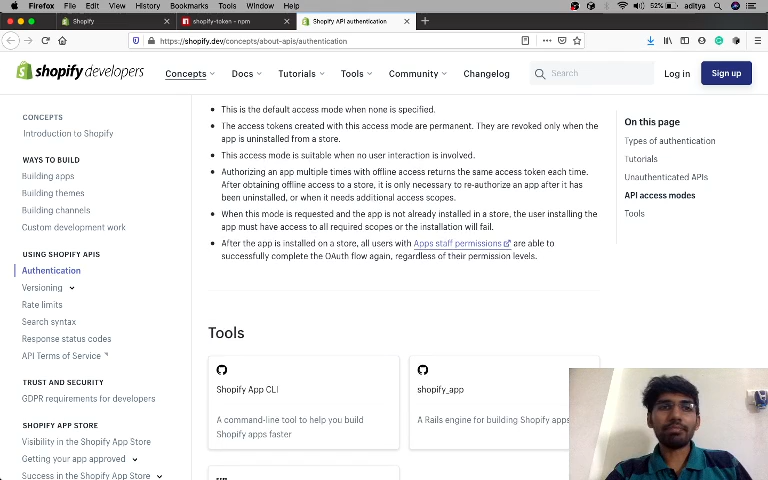 Firefox File Edit View History Bookmarks Tools Window Help 52% aditya
Shopify
shopify-token - npm
Shopify API authentication
https://shopify.dev/concepts/about-apis/authentication
shopify developers
Concepts Docs Tutorials Tools Community Changelog Search Log in Sign up
CONCEPTS
Introduction to Shopify
WAYS TO BUILD
Building apps
Building themes
Building channels
Custom development work
USING SHOPIFY APIS
Authentication
Versioning
Rate limits
Search syntax
Response status codes
API Terms of Service
TRUST AND SECURITY
GDPR requirements for developers
SHOPIFY APP STORE
Visibility in the Shopify App Store
Getting your app approved
Success in the Shopify App Store
• This is the default access mode when none is specified.
• The access tokens created with this access mode are permanent. They are revoked only when the
app is uninstalled from a store.
• This access mode is suitable when no user interaction is involved.
• Authorizing an app multiple times with offline access returns the same access token each time.
After obtaining offline access to a store, it is only necessary to re-authorize an app after it has
been uninstalled, or when it needs additional access scopes.
• When this mode is requested and the app is not already installed in a store, the user installing the
app must have access to all required scopes or the installation will fail.
• After the app is installed on a store, all users with Apps staff permissions are able to
successfully complete the OAuth flow again, regardless of their permission levels.
Tools
Shopify App CLI
A command-line tool to help you build
Shopify apps faster
shopify_app
A Rails engine for building Shopify apps
On this page
Types of authentication
Tutorials
Unauthenticated APIs
API access modes
Tools